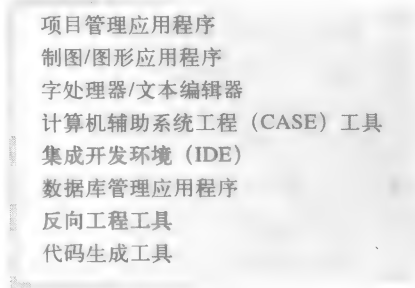 项目管理应用程序
制图/图形应用程序
字处理器/文本编辑器
计算机辅助系统工程（CASE）工具
集成开发环境（IDE）
数据库管理应用程序
反向工程工具
代码生成工具